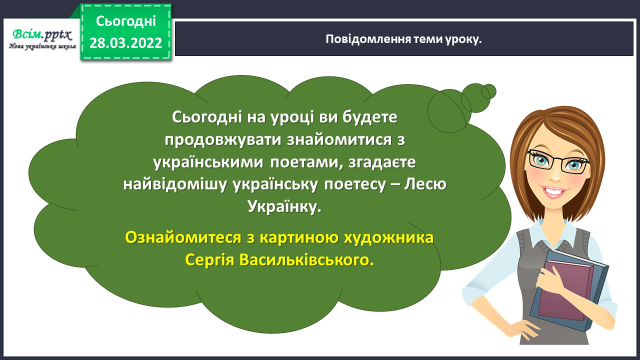 Всім.pptx
Нова українська школа
Сьогодні
28.03.2022
Повідомлення теми уроку.
Сьогодні на уроці ви будете
продовжувати знайомитися з
українськими поетами, згадаєте
найвідомішу українську поетесу – Лесю
Українку.
Ознайомитеся з картиною художника
Сергія Васильківського.